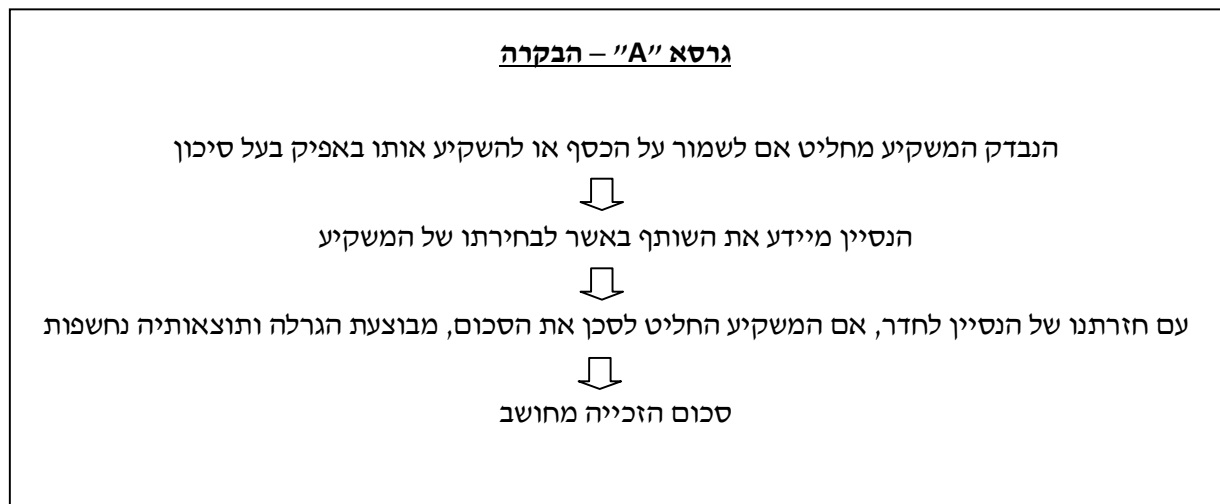 גרסא "A" – הבקרה
הנבדק המשקיע מחליט אם לשמור על הכסף או להשקיע אותו באפיק בעל סיכון
הנסיין מיידע את השותף באשר לבחירתו של המשקיע
עם חזרתנו של הנסיין לחדר, אם המשקיע החליט לסכן את הסכום, מבוצעת הגרלה ותוצאותיה נחשפות
סכום הזכייה מחושב